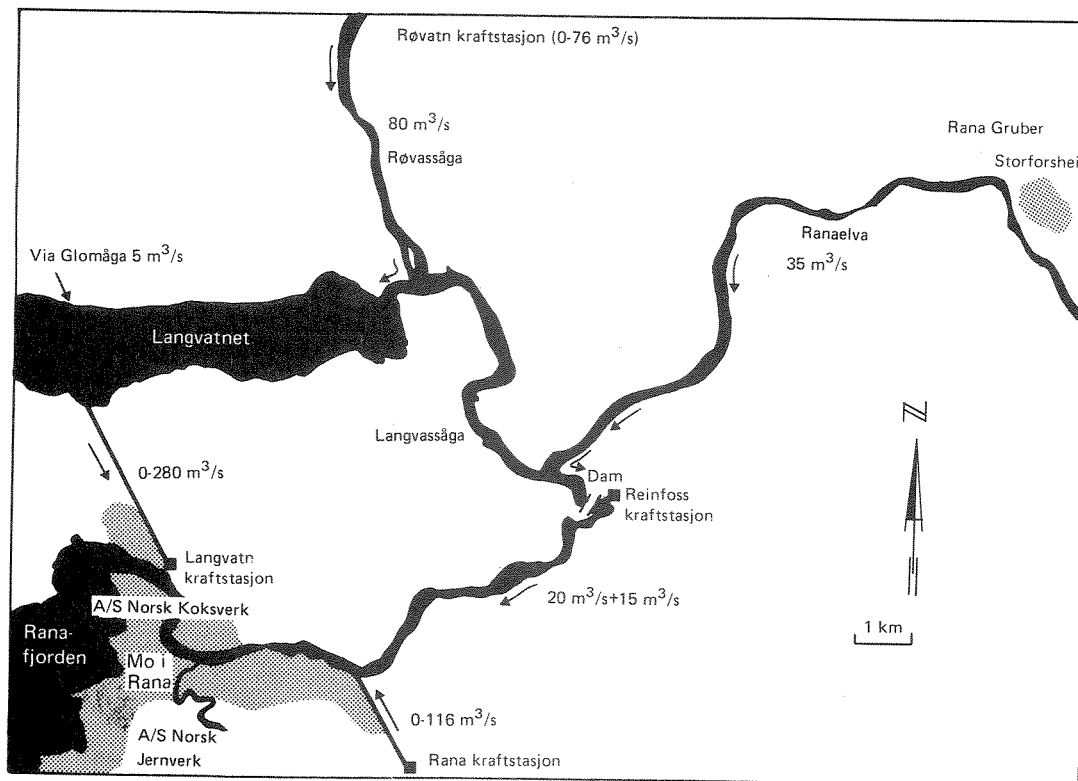 Røvatn kraftstasjon (0-76 m³/s)
80 m³/s
Røvassåga
Rana Gruber
Storforshei
Ranaelva
35 m³/s
Via Glomåga 5 m³/s
Langvatnet
Langvassåga
N
0-280 m³/s
Dam
Reinfoss
kraftstasjon
Langvatn
kraftstasjon
A/S Norsk Koksverk
20 m³/s+15 m³/s
1 km
Rana-
fjorden
Mo i
Rana
0-116 m³/s
A/S Norsk
Jernverk
Rana kraftstasjon